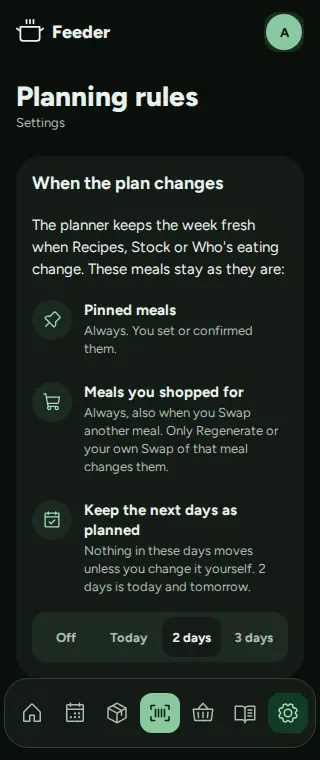 Feeder
A
Planning rules
Settings
When the plan changes
The planner keeps the week fresh
when Recipes, Stock or Who's eating
change. These meals stay as they are:
Pinned meals
Always. You set or confirmed
them.
Meals you shopped for
Always, also when you Swap
another meal. Only Regenerate or
your own Swap of that meal
changes them.
Keep the next days as
planned
Nothing in these days moves
unless you change it yourself. 2
days is today and tomorrow.
Off Today 2 days 3 days